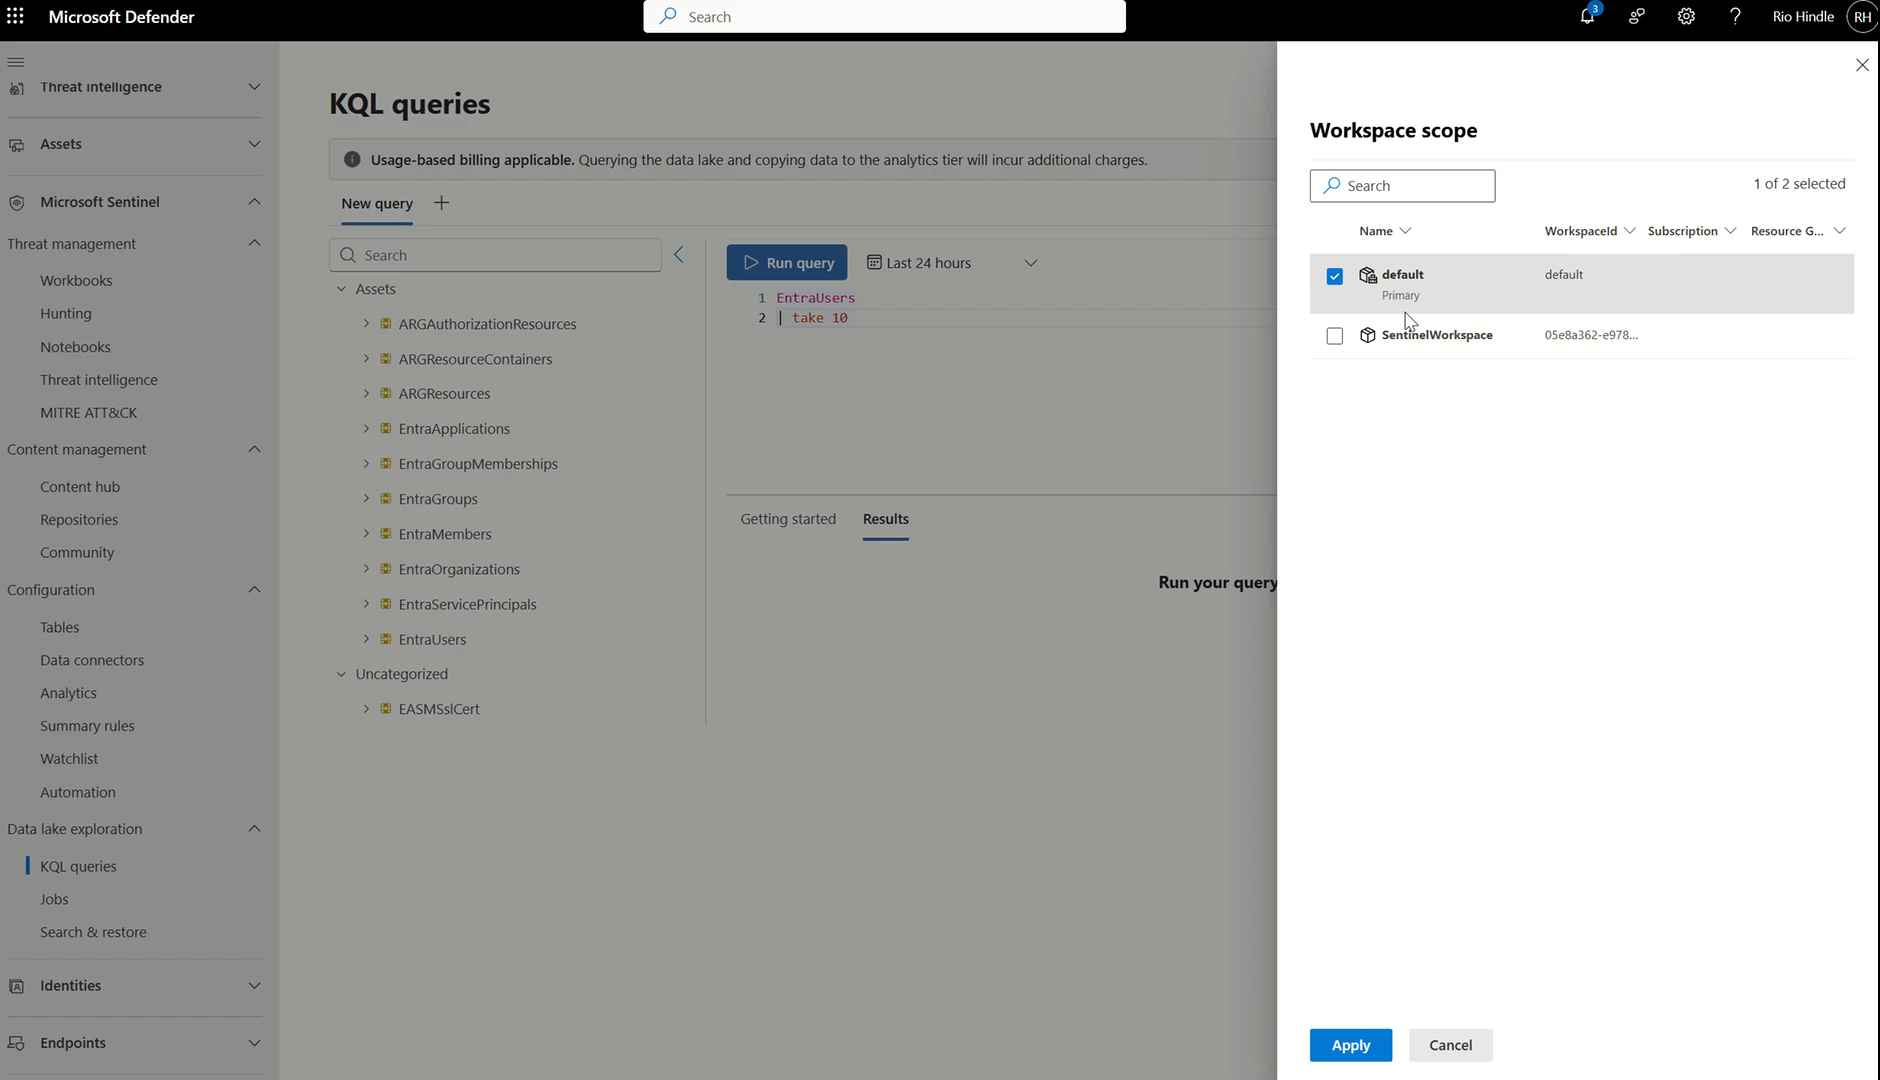 Microsoft Defender
Search
3
Rio Hindle
RH
Threat intelligence
Assets
Microsoft Sentinel
Threat management
Workbooks
Hunting
Notebooks
Threat intelligence
MITRE ATT&CK
Content management
Content hub
Repositories
Community
Configuration
Tables
Data connectors
Analytics
Summary rules
Watchlist
Automation
Data lake exploration
KQL queries
Jobs
Search & restore
Identities
Endpoints
KQL queries
Usage-based billing applicable. Querying the data lake and copying data to the analytics tier will incur additional charges.
New query
Search
Assets
ARGAuthorizationResources
ARGResourceContainers
ARGResources
EntraApplications
EntraGroupMemberships
EntraGroups
EntraMembers
EntraOrganizations
EntraServicePrincipals
EntraUsers
Uncategorized
EASMSslCert
Run query
Last 24 hours
1 EntraUsers
2 | take 10
Getting started
Results
Run your query
Workspace scope
Search
1 of 2 selected
Name WorkspaceId Subscription Resource G...
default default
Primary
SentinelWorkspace 05e8a362-e978...
Apply
Cancel